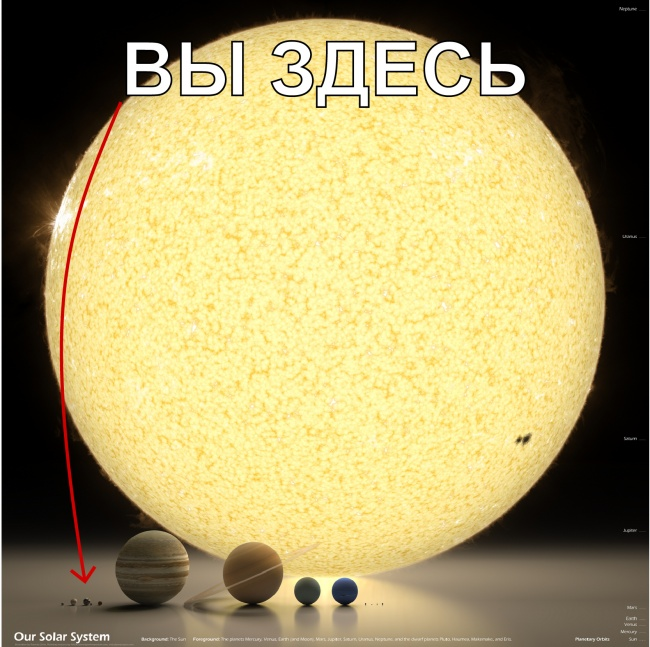 Neptune
ВЫ ЗДЕСЬ
Uranus
Saturn
Jupiter
Mars
Earth
Venus
Mercury
Sun
Our Solar System
Background: The Sun Foreground: The planets Mercury, Venus, Earth (and Moon), Mars, Jupiter, Saturn, Uranus, Neptune, and the dwarf planets Pluto, Haumea, Makemake, and Eris.
Planetary Orbits